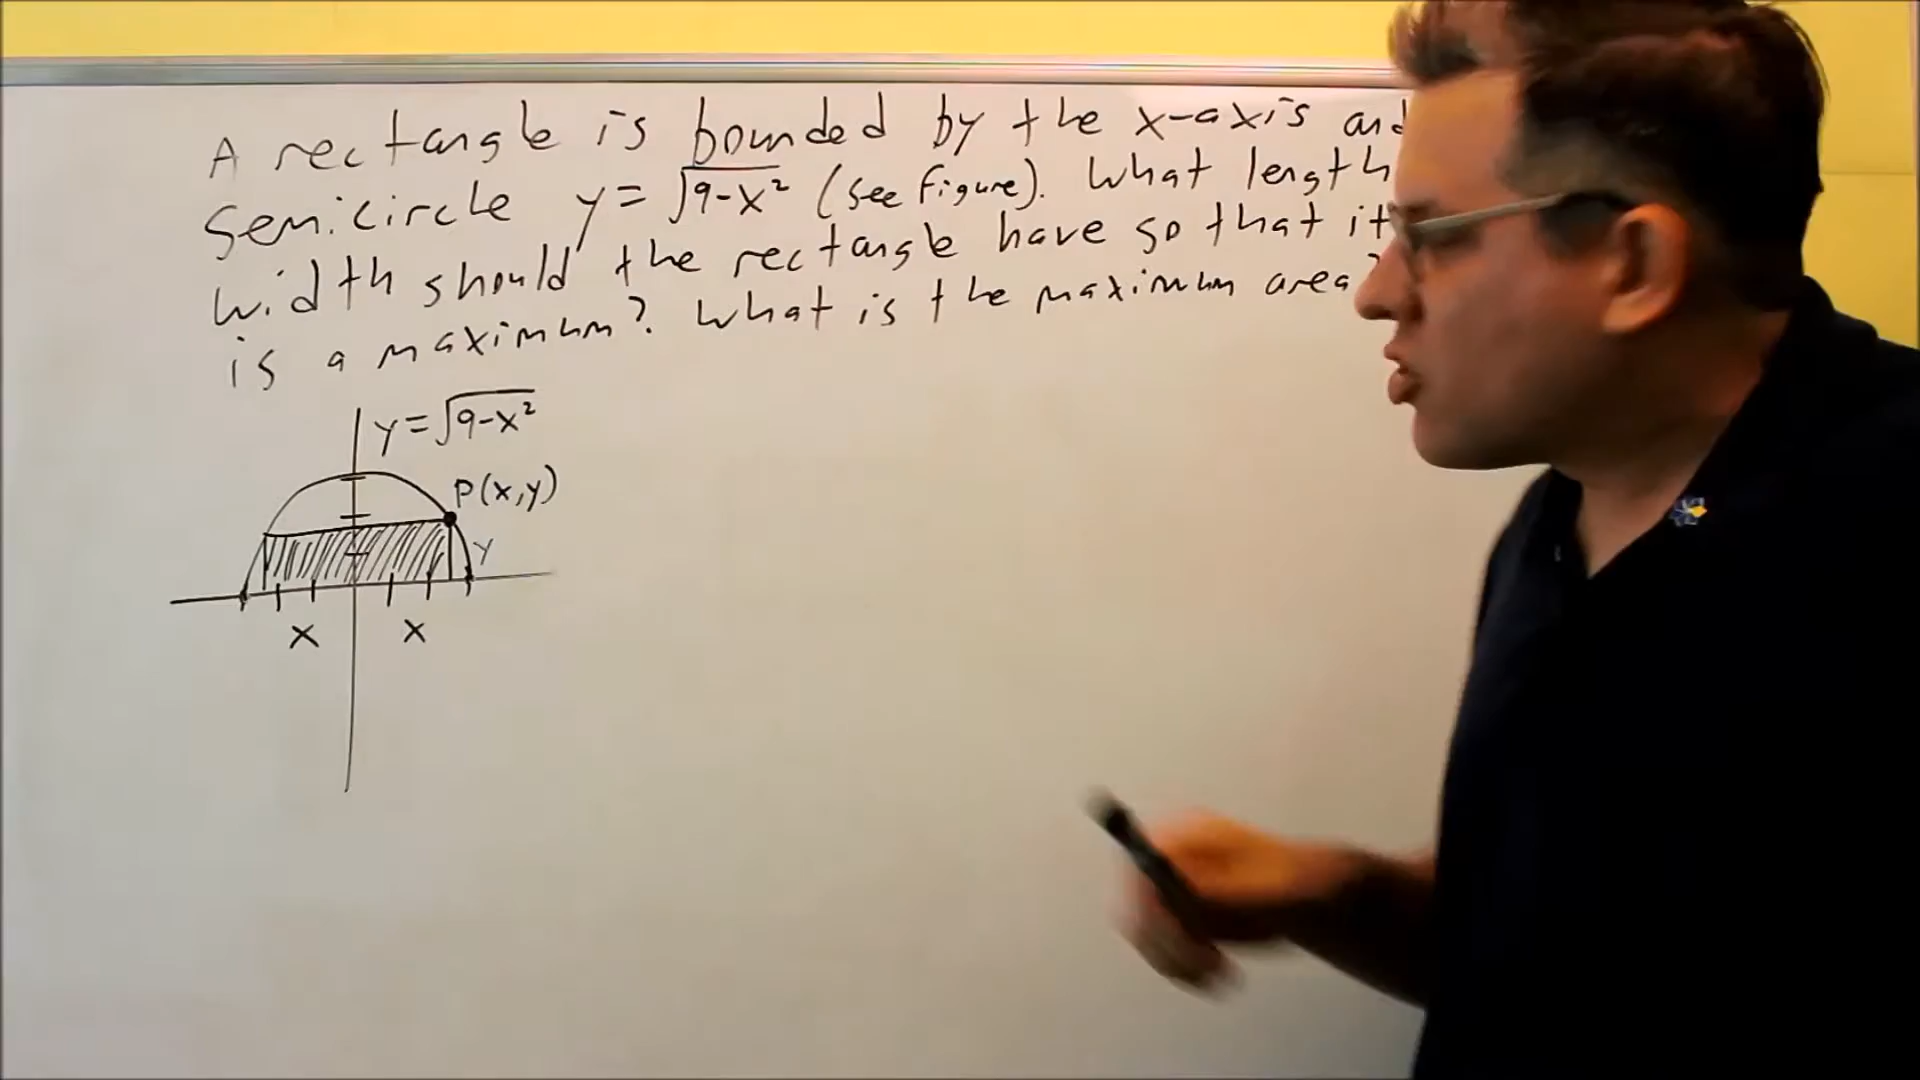 A rectangle is bounded by the x-axis and
semicircle y = √9-x² (see figure). What length
width should the rectangle have so that it
is a maximum? What is the maximum area?
y = √9-x²
P(x,y)
y
x x